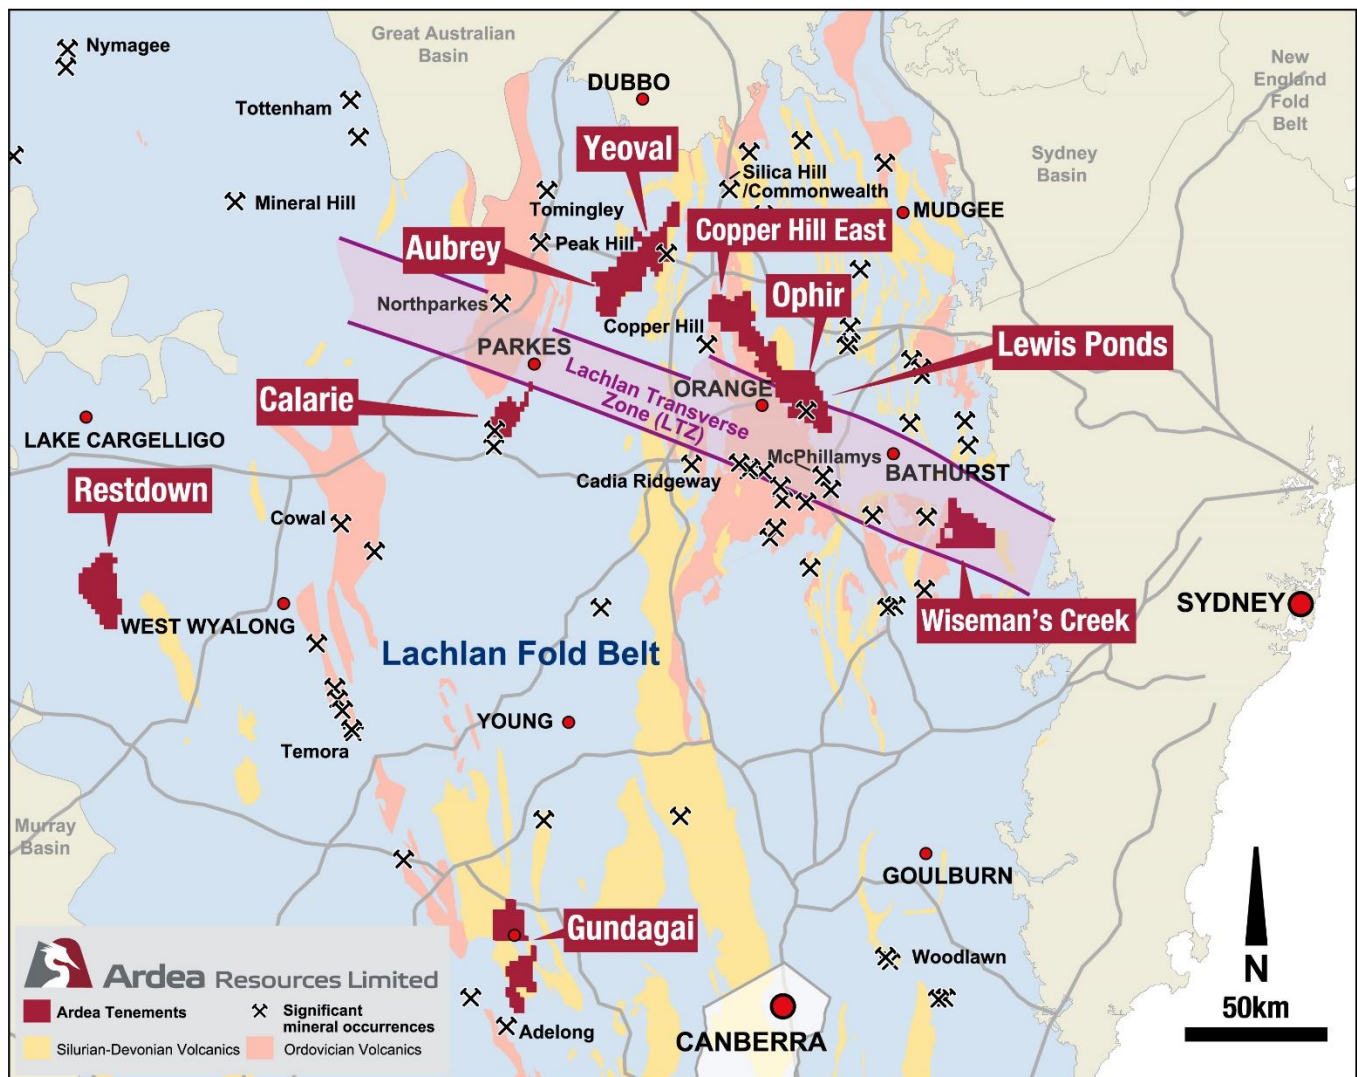 Nymagee
Great Australian
Basin
New
England
Fold
Belt
DUBBO
Tottenham
Yeoval
Sydney
Basin
Silica Hill
/Commonwealth
Mineral Hill
Tomingley
MUDGEE
Copper Hill East
Aubrey
Peak Hill
Ophir
Northparkes
Copper Hill
PARKES
Lewis Ponds
Lachlan Transverse
Zone (LTZ)
ORANGE
Calarie
LAKE CARGELLIGO
McPhillamys
BATHURST
Cadia Ridgeway
Restdown
Cowal
SYDNEY
WEST WYALONG
Wiseman's Creek
Lachlan Fold Belt
YOUNG
Temora
Murray
Basin
GOULBURN
Gundagai
Woodlawn
Adelong
CANBERRA
N
50km
Ardea Resources Limited
Ardea Tenements
Significant
mineral occurrences
Silurian-Devonian Volcanics
Ordovician Volcanics